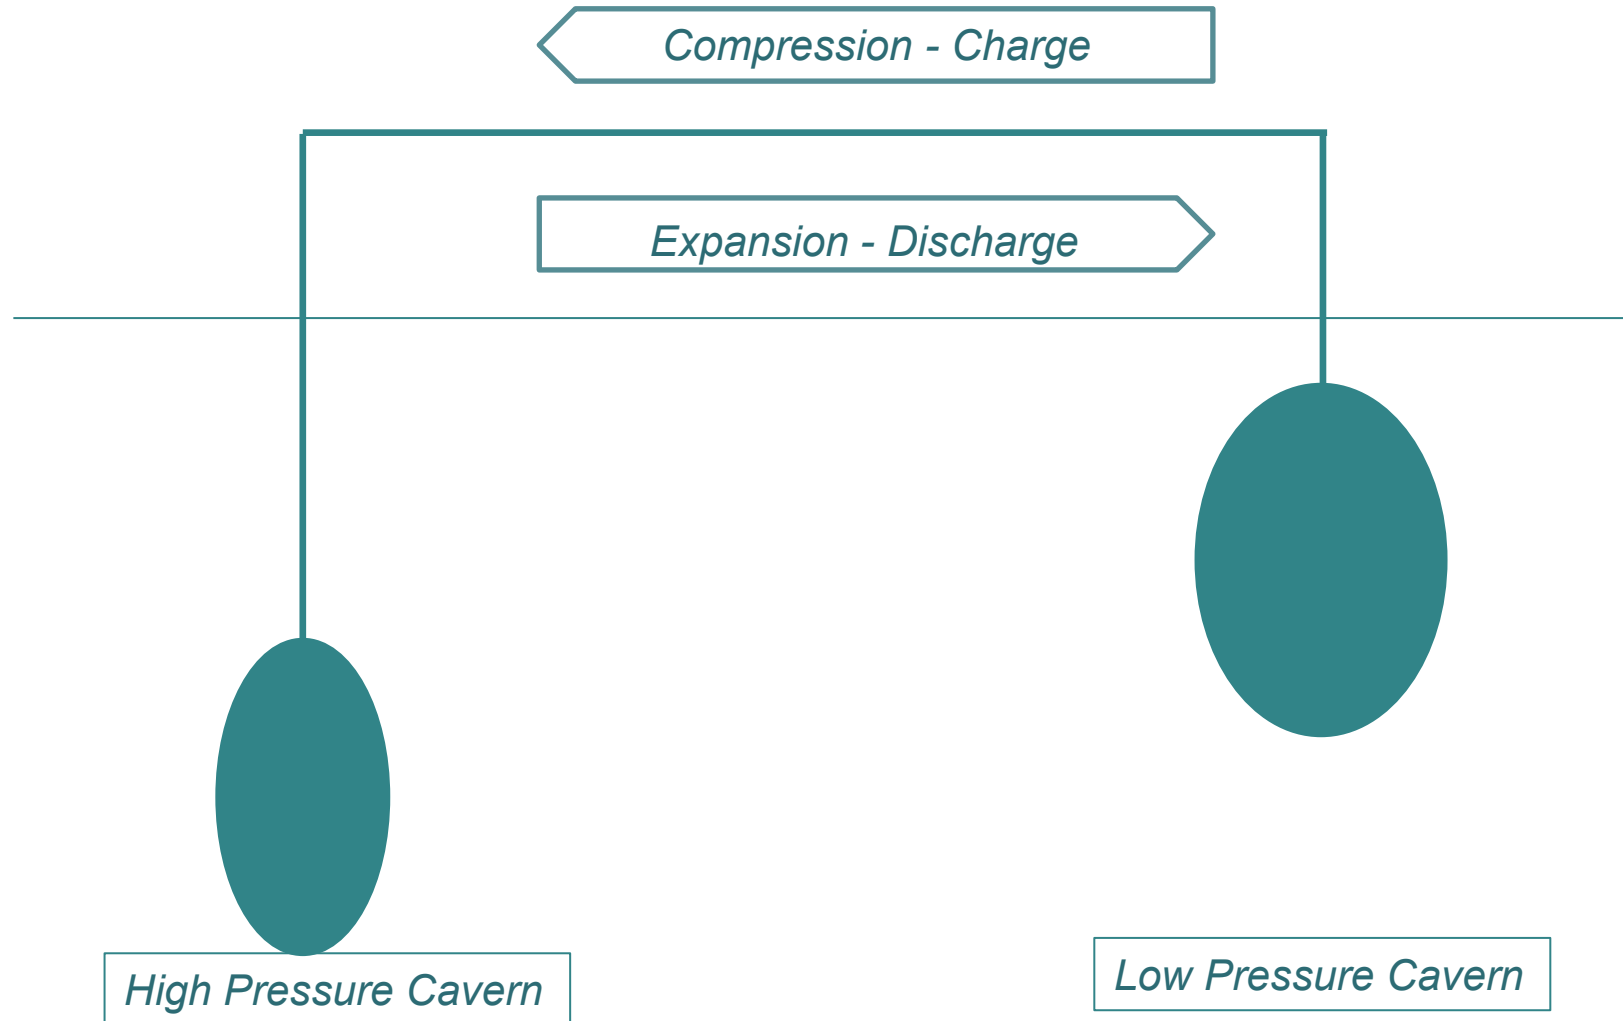 Compression - Charge
Expansion - Discharge
High Pressure Cavern
Low Pressure Cavern